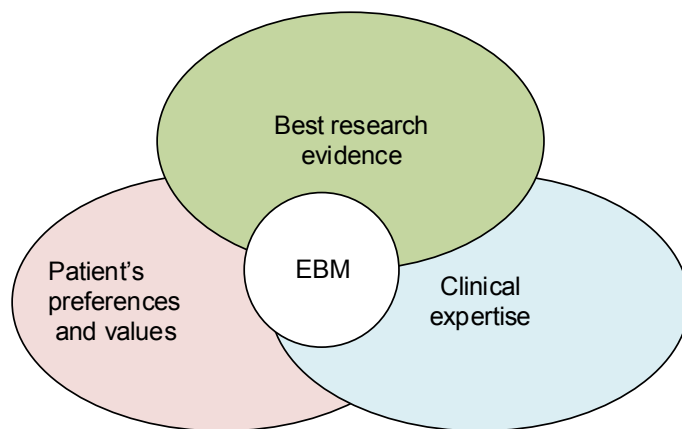 Best research
evidence
EBM
Patient's
preferences
and values
Clinical
expertise